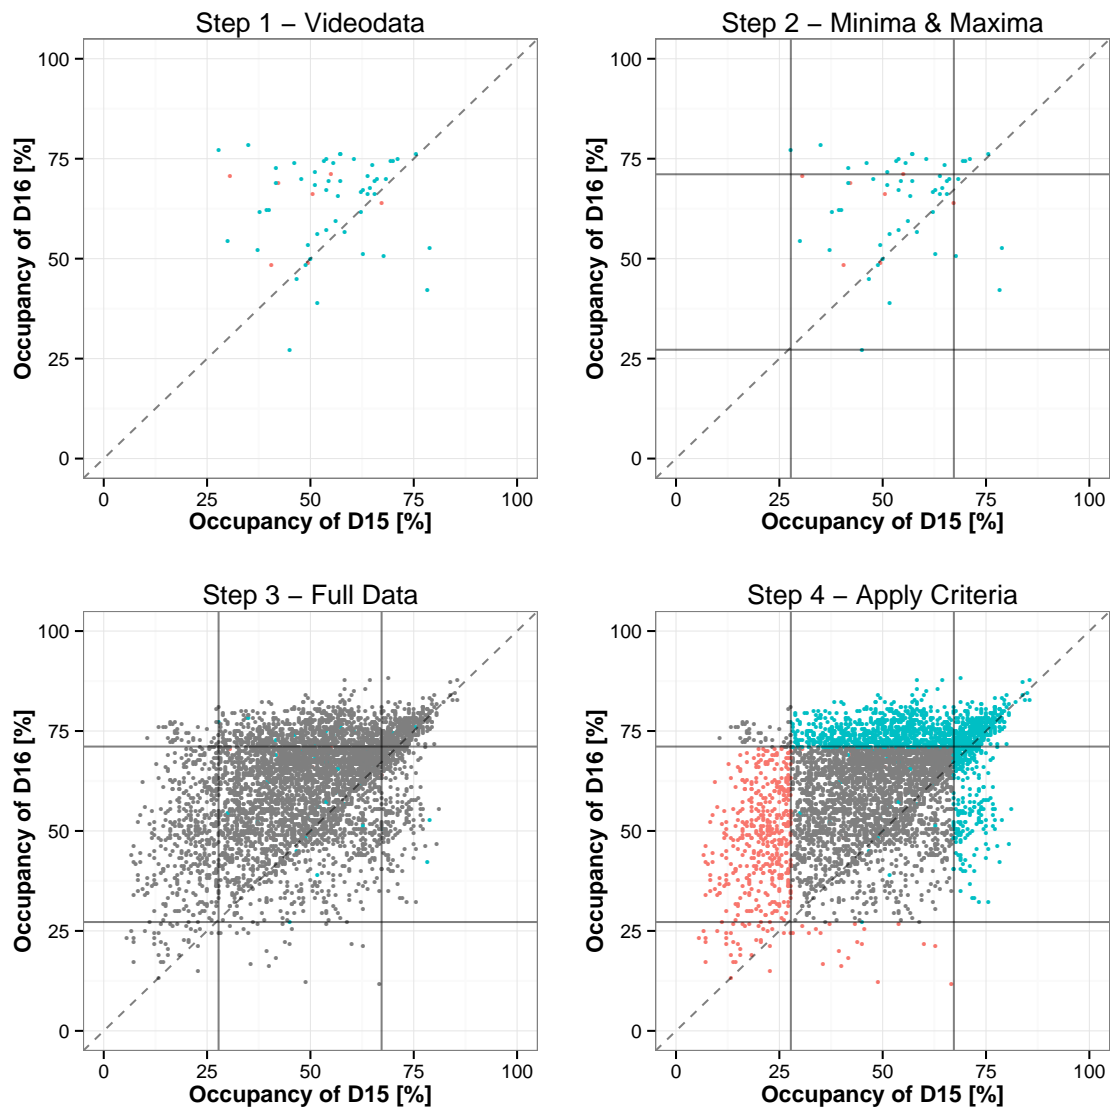 Step 1 – Videodata
Occupancy of D16 [%]
100
75
50
25
0
0 25 50 75 100
Occupancy of D15 [%]
Step 2 – Minima & Maxima
Occupancy of D16 [%]
100
75
50
25
0
0 25 50 75 100
Occupancy of D15 [%]
Step 3 – Full Data
Occupancy of D16 [%]
100
75
50
25
0
0 25 50 75 100
Occupancy of D15 [%]
Step 4 – Apply Criteria
Occupancy of D16 [%]
100
75
50
25
0
0 25 50 75 100
Occupancy of D15 [%]